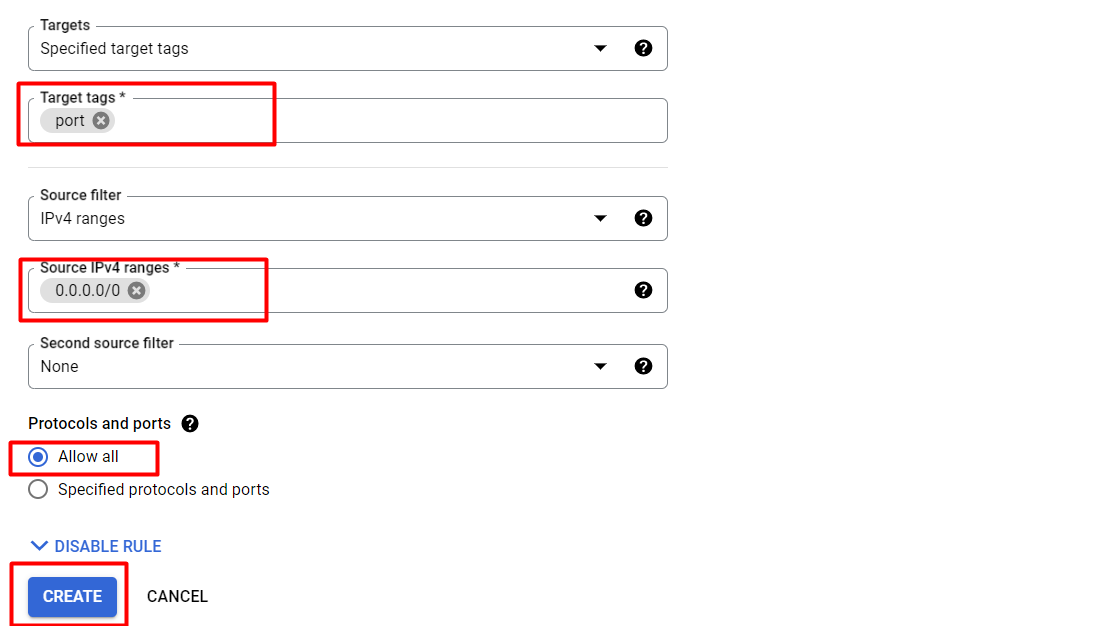 Targets
Specified target tags
Target tags *
port
Source filter
IPv4 ranges
Source IPv4 ranges *
0.0.0.0/0
Second source filter
None
Protocols and ports
Allow all
Specified protocols and ports
DISABLE RULE
CREATE CANCEL